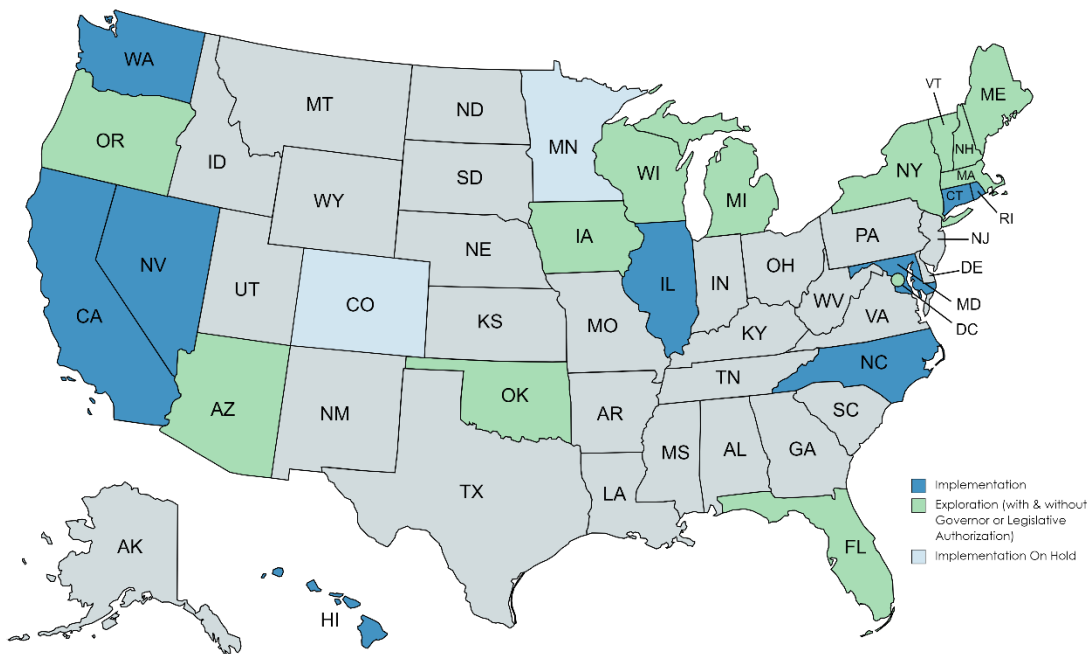 WA
MT
ND
VT
ME
OR
MN
ID
NH
SD
WI
NY
MA
WY
MI
CT
RI
IA
PA
NE
NJ
NV
OH
DE
UT
IL
IN
CA
CO
WV
MD
KS
MO
VA
KY
DC
NC
TN
OK
AZ
NM
AR
SC
MS
AL
GA
TX
LA
AK
FL
HI
Implementation
Exploration (with & without
Governor or Legislative
Authorization)
Implementation On Hold